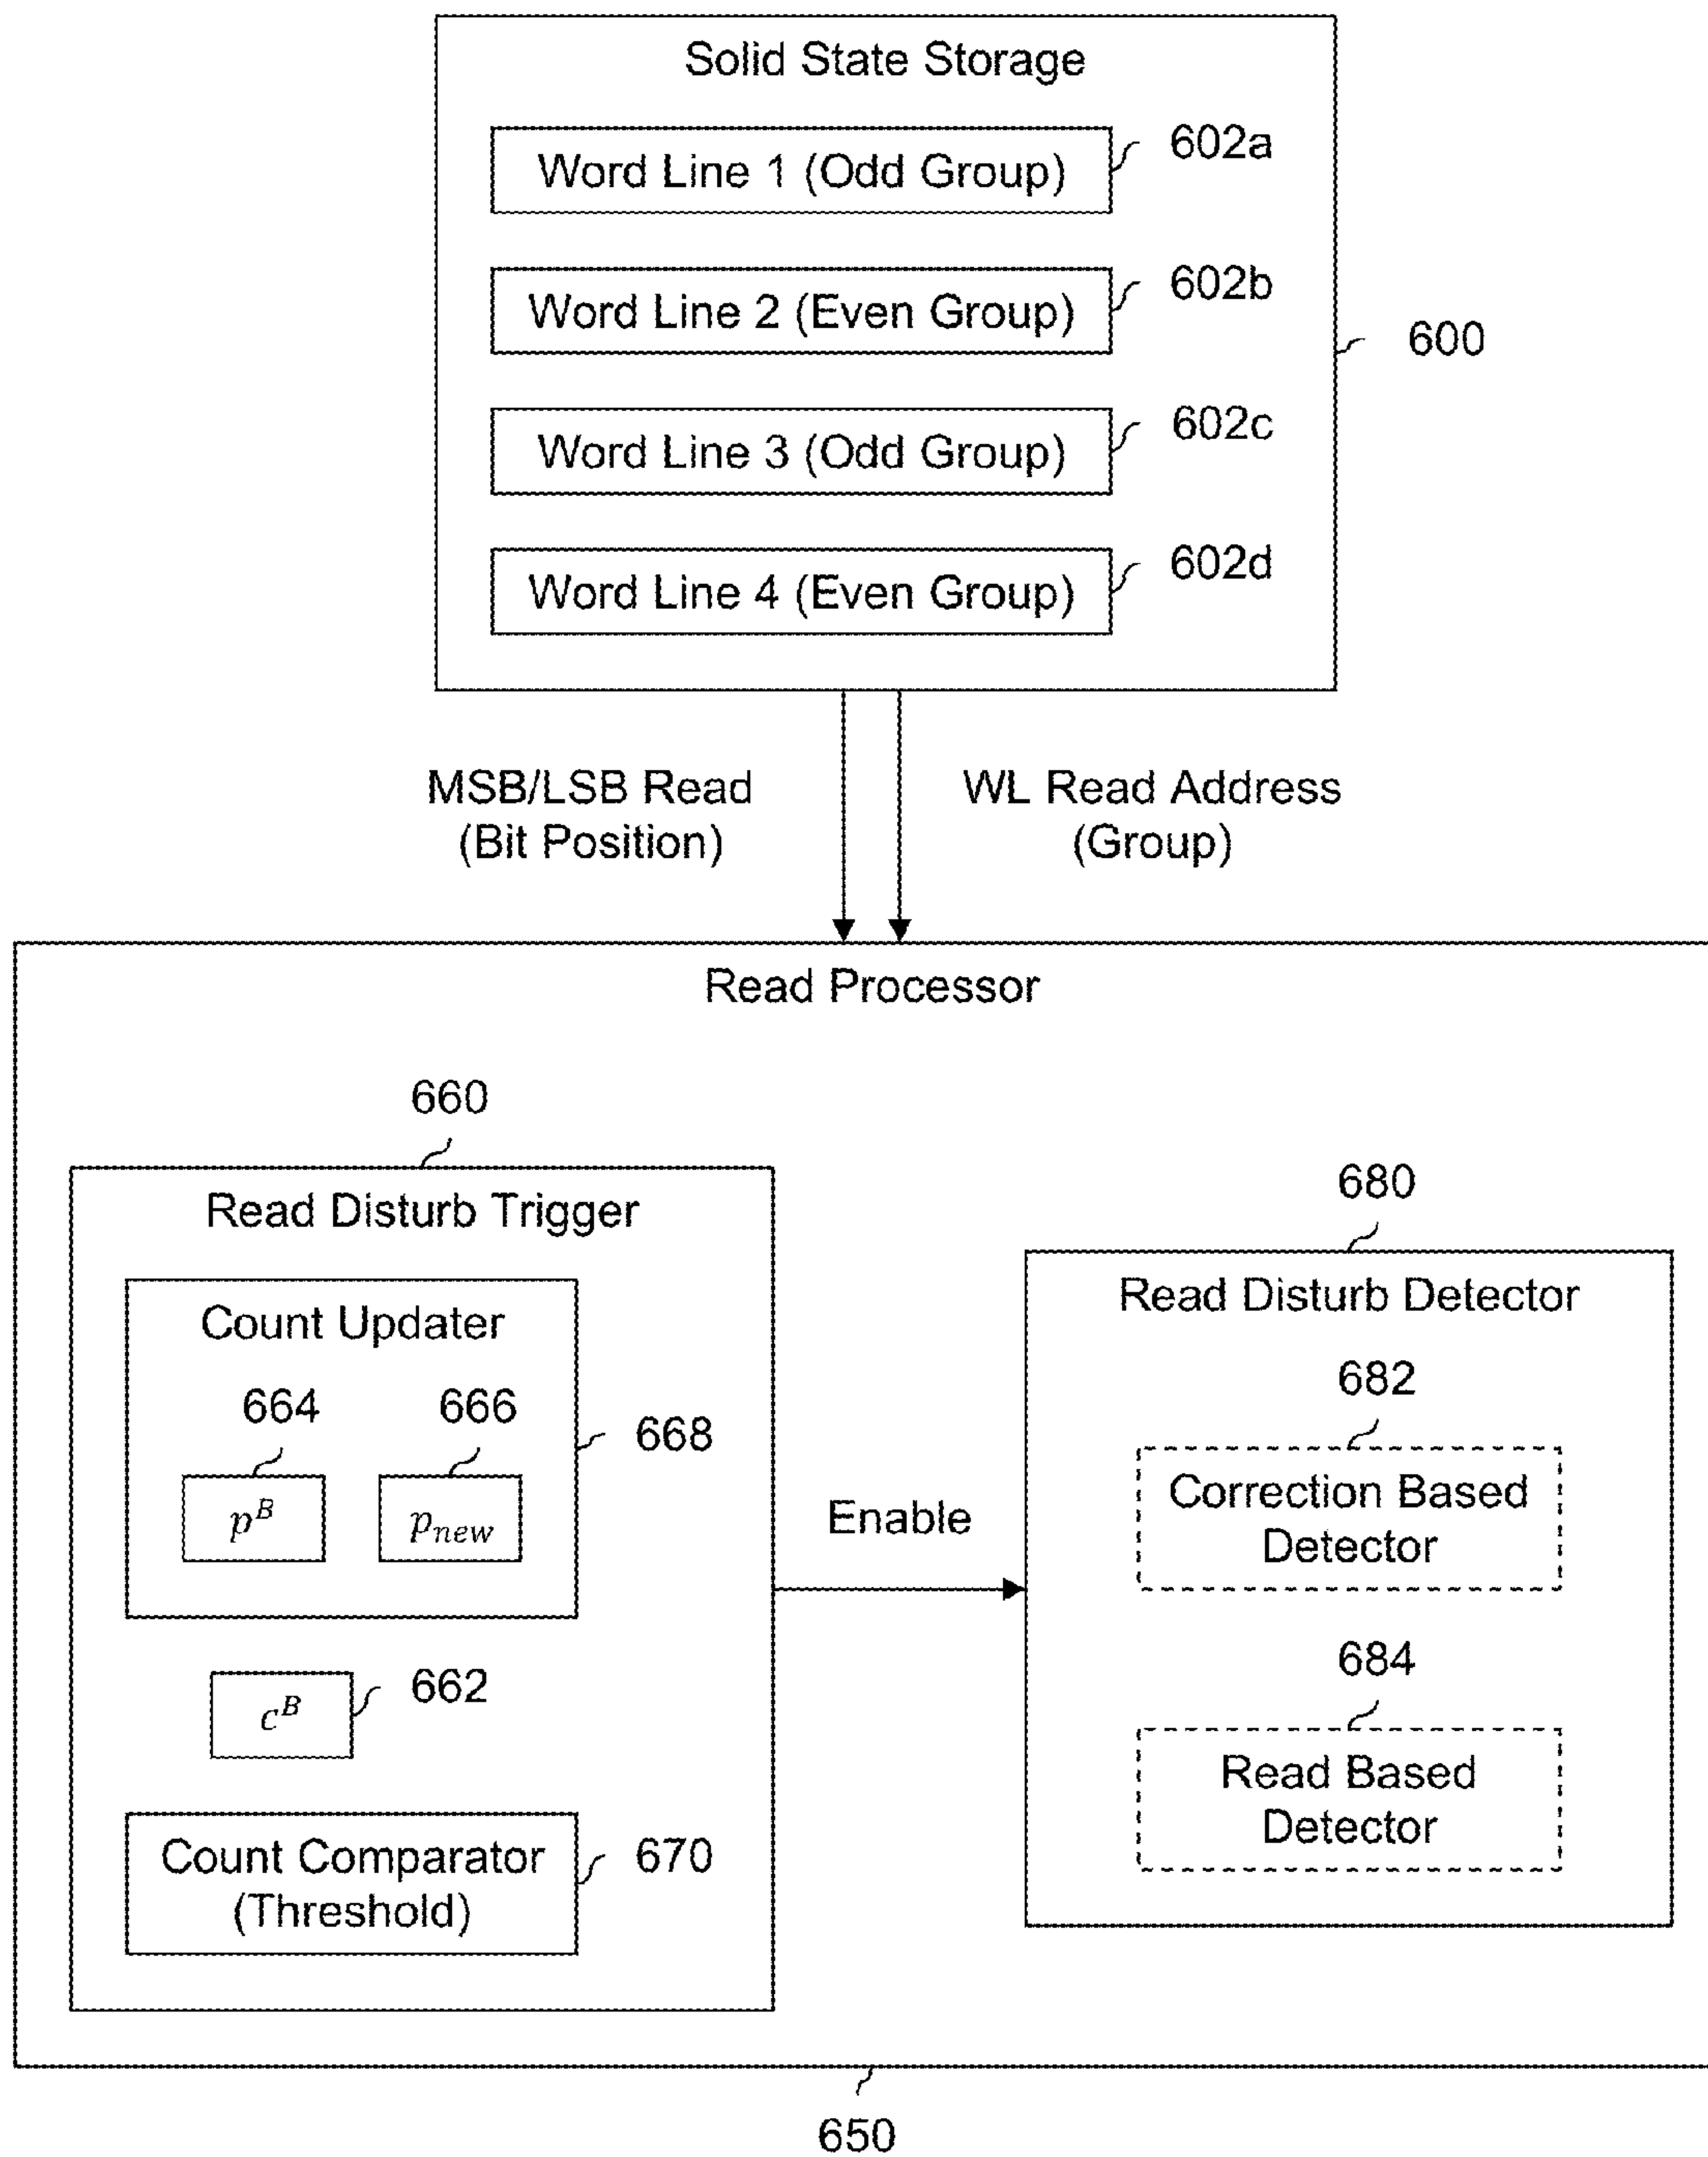 Solid State Storage
Word Line 1 (Odd Group)
602a
Word Line 2 (Even Group)
602b
600
Word Line 3 (Odd Group)
602c
Word Line 4 (Even Group)
602d
MSB/LSB Read
(Bit Position)
WL Read Address
(Group)
Read Processor
660
Read Disturb Trigger
Count Updater
664
666
668
p^B
p_new
662
c^B
Count Comparator
(Threshold)
670
Enable
680
Read Disturb Detector
682
Correction Based
Detector
684
Read Based
Detector
650